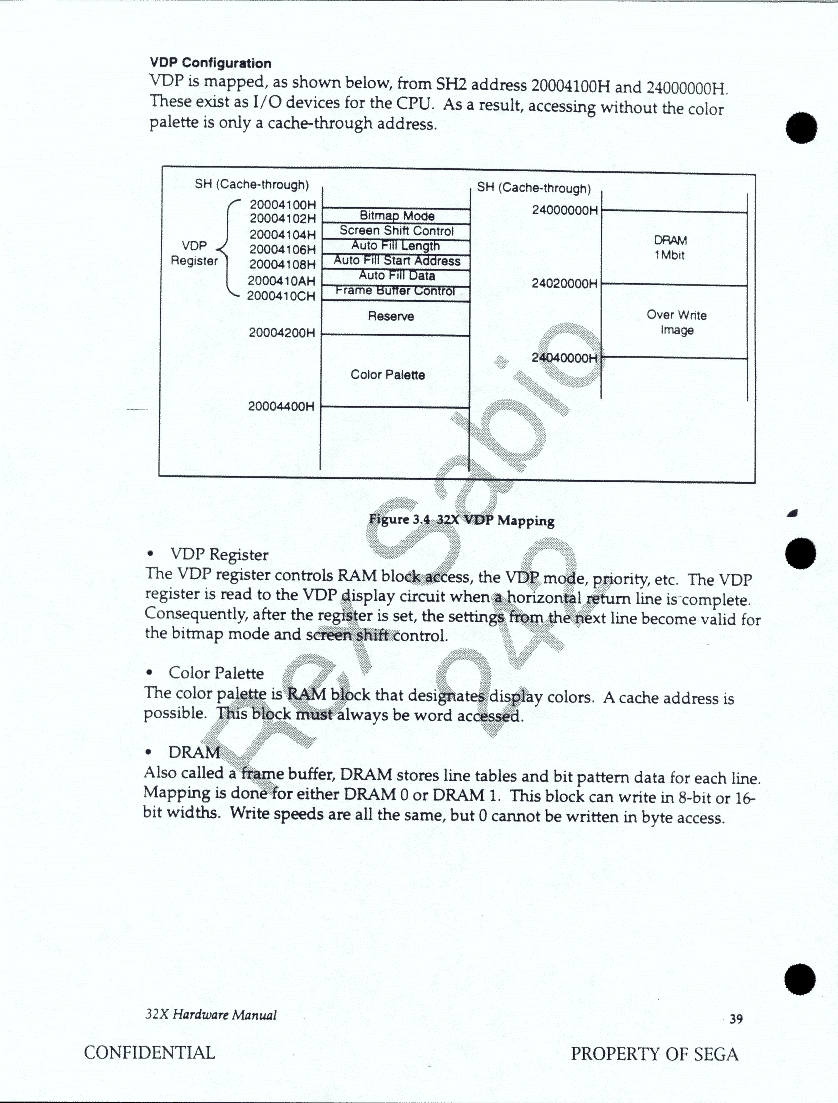 VDP Configuration
VDP is mapped, as shown below, from SH2 address 20004100H and 24000000H.
These exist as I/O devices for the CPU. As a result, accessing without the color
palette is only a cache-through address.
SH (Cache-through)
VDP
Register
20004100H
20004102H
20004104H
20004106H
20004108H
2000410AH
2000410CH
20004200H
20004400H
Bitmap Mode
Screen Shift Control
Auto Fill Length
Auto Fill Start Address
Auto Fill Data
Frame Buffer Control
Reserve
Color Palette
SH (Cache-through)
24000000H
24020000H
24040000H
DRAM
1Mbit
Over Write
Image
Figure 3.4 32X VDP Mapping
• VDP Register
The VDP register controls RAM block access, the VDP mode, priority, etc. The VDP
register is read to the VDP display circuit when a horizontal return line is complete.
Consequently, after the register is set, the settings from the next line become valid for
the bitmap mode and screen shift control.
• Color Palette
The color palette is RAM block that designates display colors. A cache address is
possible. This block must always be word accessed.
• DRAM
Also called a frame buffer, DRAM stores line tables and bit pattern data for each line.
Mapping is done for either DRAM 0 or DRAM 1. This block can write in 8-bit or 16-
bit widths. Write speeds are all the same, but 0 cannot be written in byte access.
Rex Sabio
242
32X Hardware Manual
39
CONFIDENTIAL
PROPERTY OF SEGA